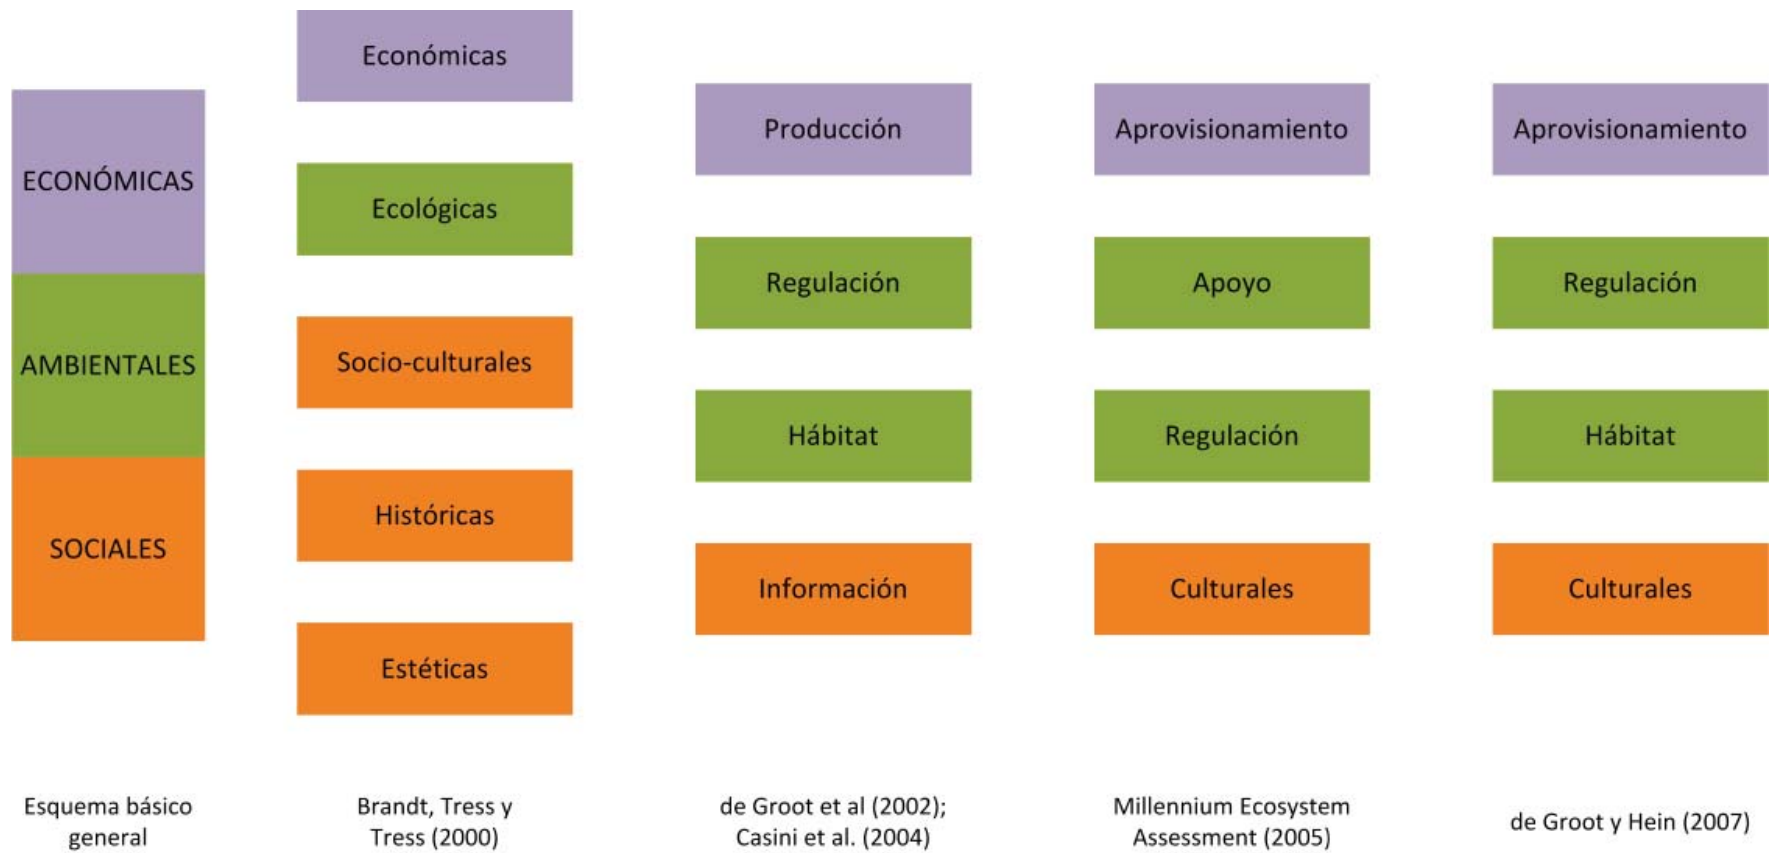 ECONÓMICAS
AMBIENTALES
SOCIALES
Esquema básico
general
Económicas
Ecológicas
Socio-culturales
Históricas
Estéticas
Brandt, Tress y
Tress (2000)
Producción
Regulación
Hábitat
Información
de Groot et al (2002);
Casini et al. (2004)
Aprovisionamiento
Apoyo
Regulación
Culturales
Millennium Ecosystem
Assessment (2005)
Aprovisionamiento
Regulación
Hábitat
Culturales
de Groot y Hein (2007)